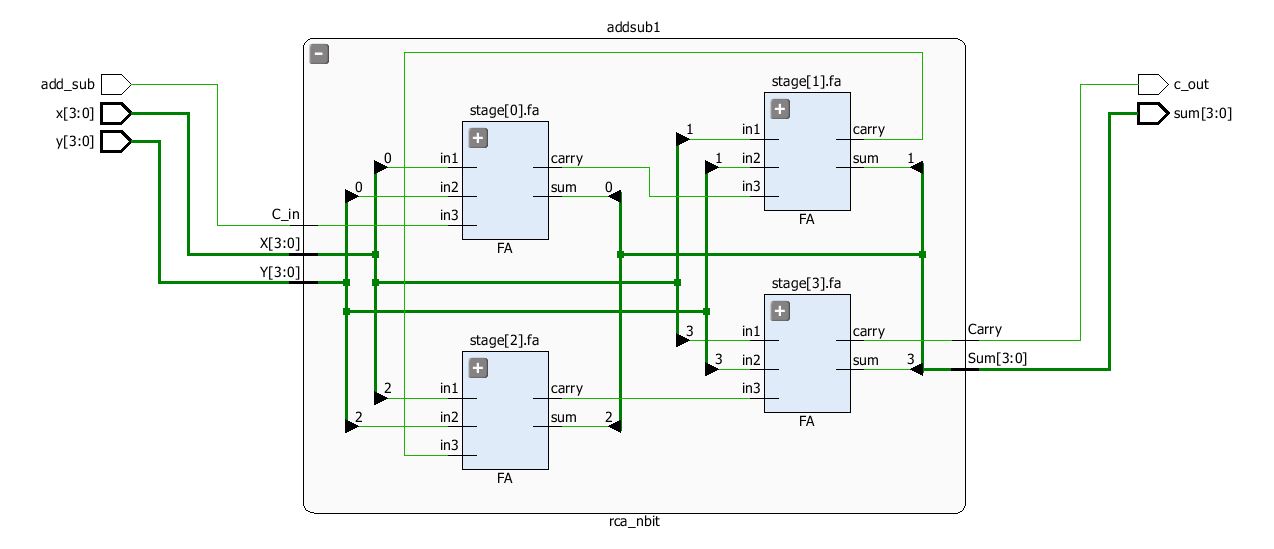 addsub1
add_sub
x[3:0]
y[3:0]
C_in
X[3:0]
Y[3:0]
stage[0].fa
+
0
in1
0
in2
in3
carry
sum
0
FA
stage[1].fa
+
1
in1
1
in2
in3
carry
sum
1
FA
stage[2].fa
+
2
in1
2
in2
in3
carry
sum
2
FA
stage[3].fa
+
3
in1
3
in2
in3
carry
sum
3
FA
Carry
Sum[3:0]
c_out
sum[3:0]
rca_nbit